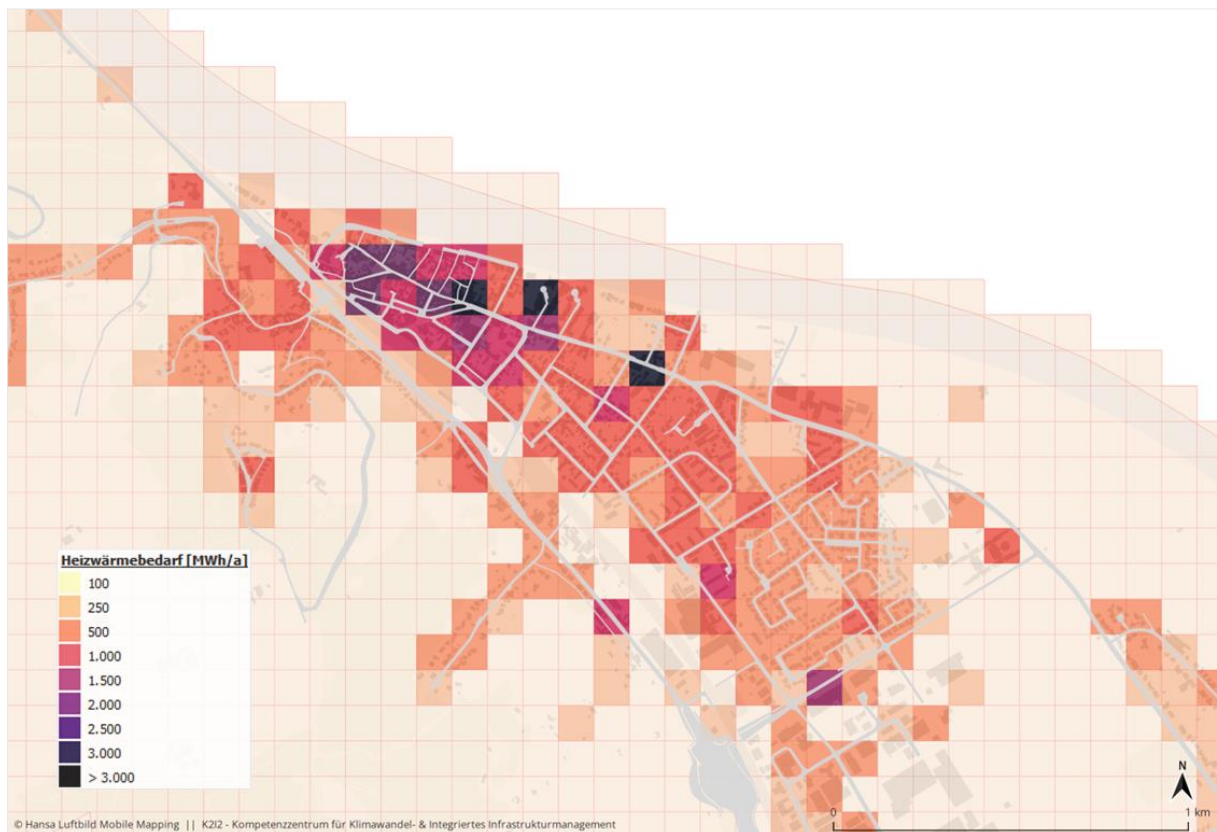 Heizwärmebedarf [MWh/a]
100
250
500
1.000
1.500
2.000
2.500
3.000
> 3.000
N
0 1 km
© Hansa Luftbild Mobile Mapping || K2I2 - Kompetenzzentrum für Klimawandel- & Integriertes Infrastrukturmanagement